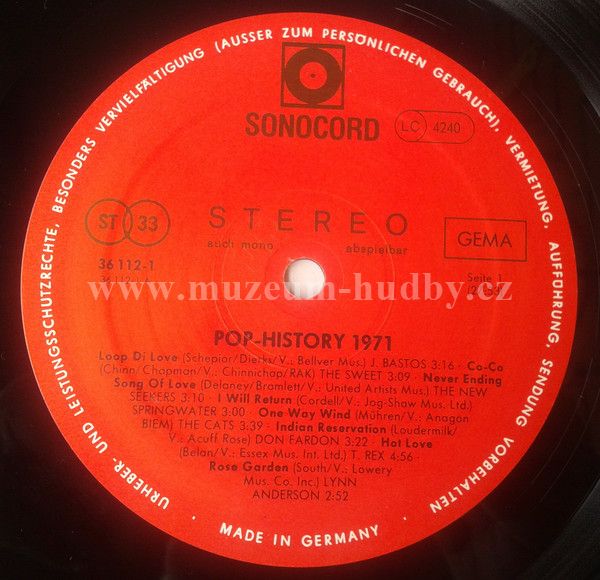 URHEBER- UND LEISTUNGSSCHUTZRECHTE, BESONDERS VERVIELFÄLTIGUNG (AUSSER ZUM PERSÖNLICHEN GEBRAUCH), VERMIETUNG, AUFFÜHRUNG, SENDUNG VORBEHALTEN
SONOCORD
LC 4240
ST 33
STEREO
GEMA
auch mono abspielbar
36 112-1
Seite 1
www.muzeum-hudby.cz
POP-HISTORY 1971
Loop Di Love (Schepior/Dierks/V.: Bellver Mus.) J. BASTOS 3:16 · Co-Co
(Chinn/Chapman/V.: Chinnichap/RAK) THE SWEET 3:09 · Never Ending
Song Of Love (Delaney/Bramlett/V.: United Artists Mus.) THE NEW
SEEKERS 3:10 · I Will Return (Cordell/V.: Jog-Shaw Mus. Ltd.)
SPRINGWATER 3:00 · One Way Wind (Mühren/V.: Anagon
BIEM) THE CATS 3:39 · Indian Reservation (Loudermilk/
V.: Acuff Rose) DON FARDON 3:22 · Hot Love
(Belan/V.: Essex Mus. Int. Ltd.) T. REX 4:56 ·
Rose Garden (South/V.: Lowery
Mus. Co. Inc.) LYNN
ANDERSON 2:52
· MADE IN GERMANY ·